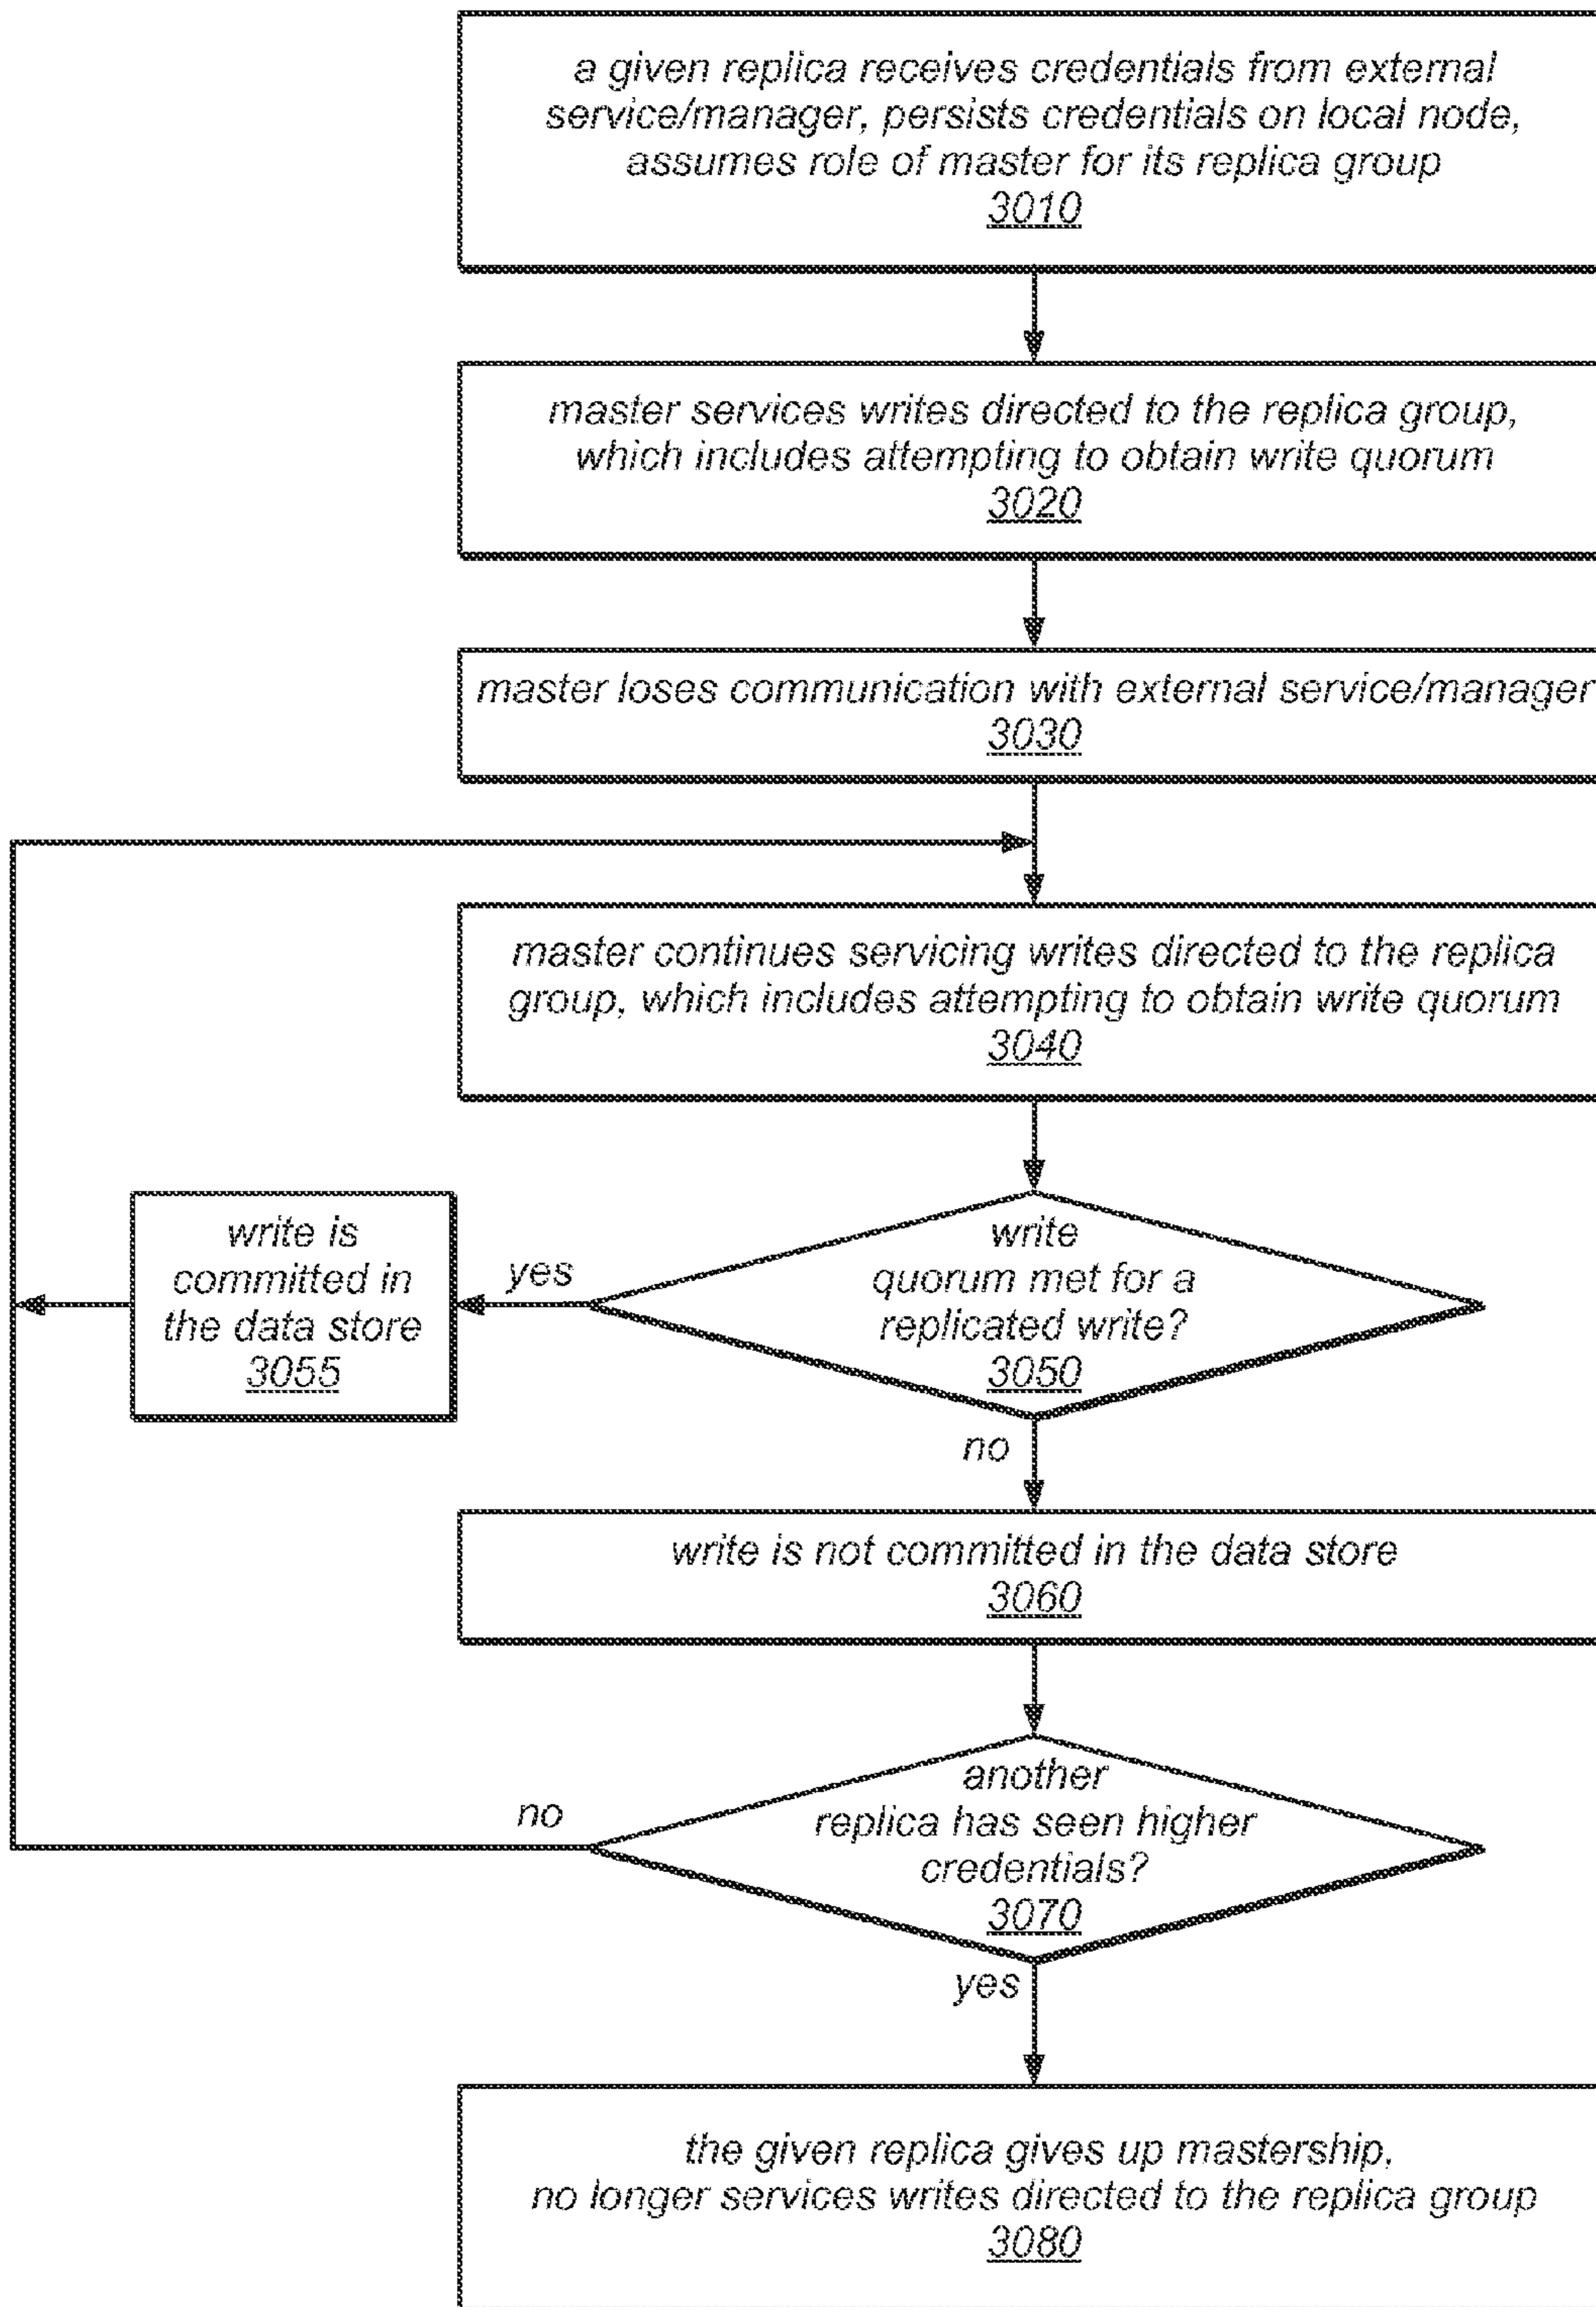 a given replica receives credentials from external
service/manager, persists credentials on local node,
assumes role of master for its replica group
3010
master services writes directed to the replica group,
which includes attempting to obtain write quorum
3020
master loses communication with external service/manager
3030
master continues servicing writes directed to the replica
group, which includes attempting to obtain write quorum
3040
write is
committed in
the data store
3055
yes
write
quorum met for a
replicated write?
3050
no
write is not committed in the data store
3060
no
another
replica has seen higher
credentials?
3070
yes
the given replica gives up mastership,
no longer services writes directed to the replica group
3080